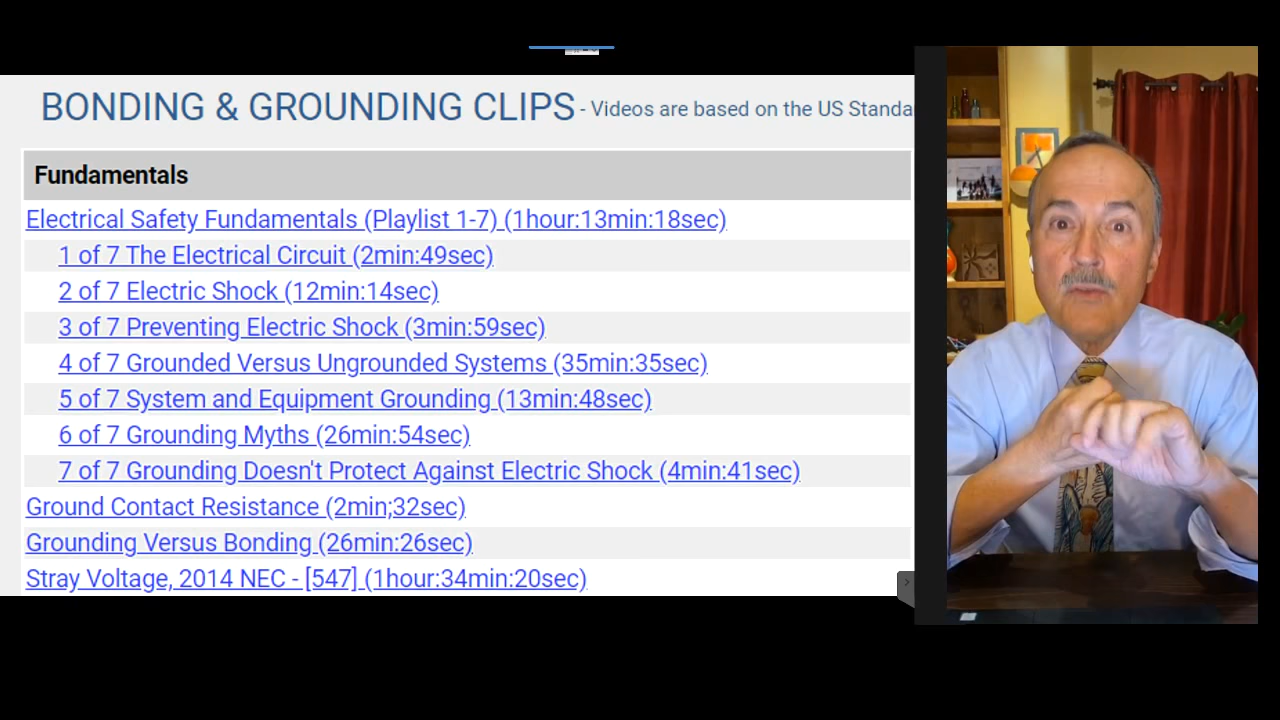 BONDING & GROUNDING CLIPS - Videos are based on the US Standa
Fundamentals
Electrical Safety Fundamentals (Playlist 1-7) (1hour:13min:18sec)
1 of 7 The Electrical Circuit (2min:49sec)
2 of 7 Electric Shock (12min:14sec)
3 of 7 Preventing Electric Shock (3min:59sec)
4 of 7 Grounded Versus Ungrounded Systems (35min:35sec)
5 of 7 System and Equipment Grounding (13min:48sec)
6 of 7 Grounding Myths (26min:54sec)
7 of 7 Grounding Doesn't Protect Against Electric Shock (4min:41sec)
Ground Contact Resistance (2min;32sec)
Grounding Versus Bonding (26min:26sec)
Stray Voltage, 2014 NEC - [547] (1hour:34min:20sec)